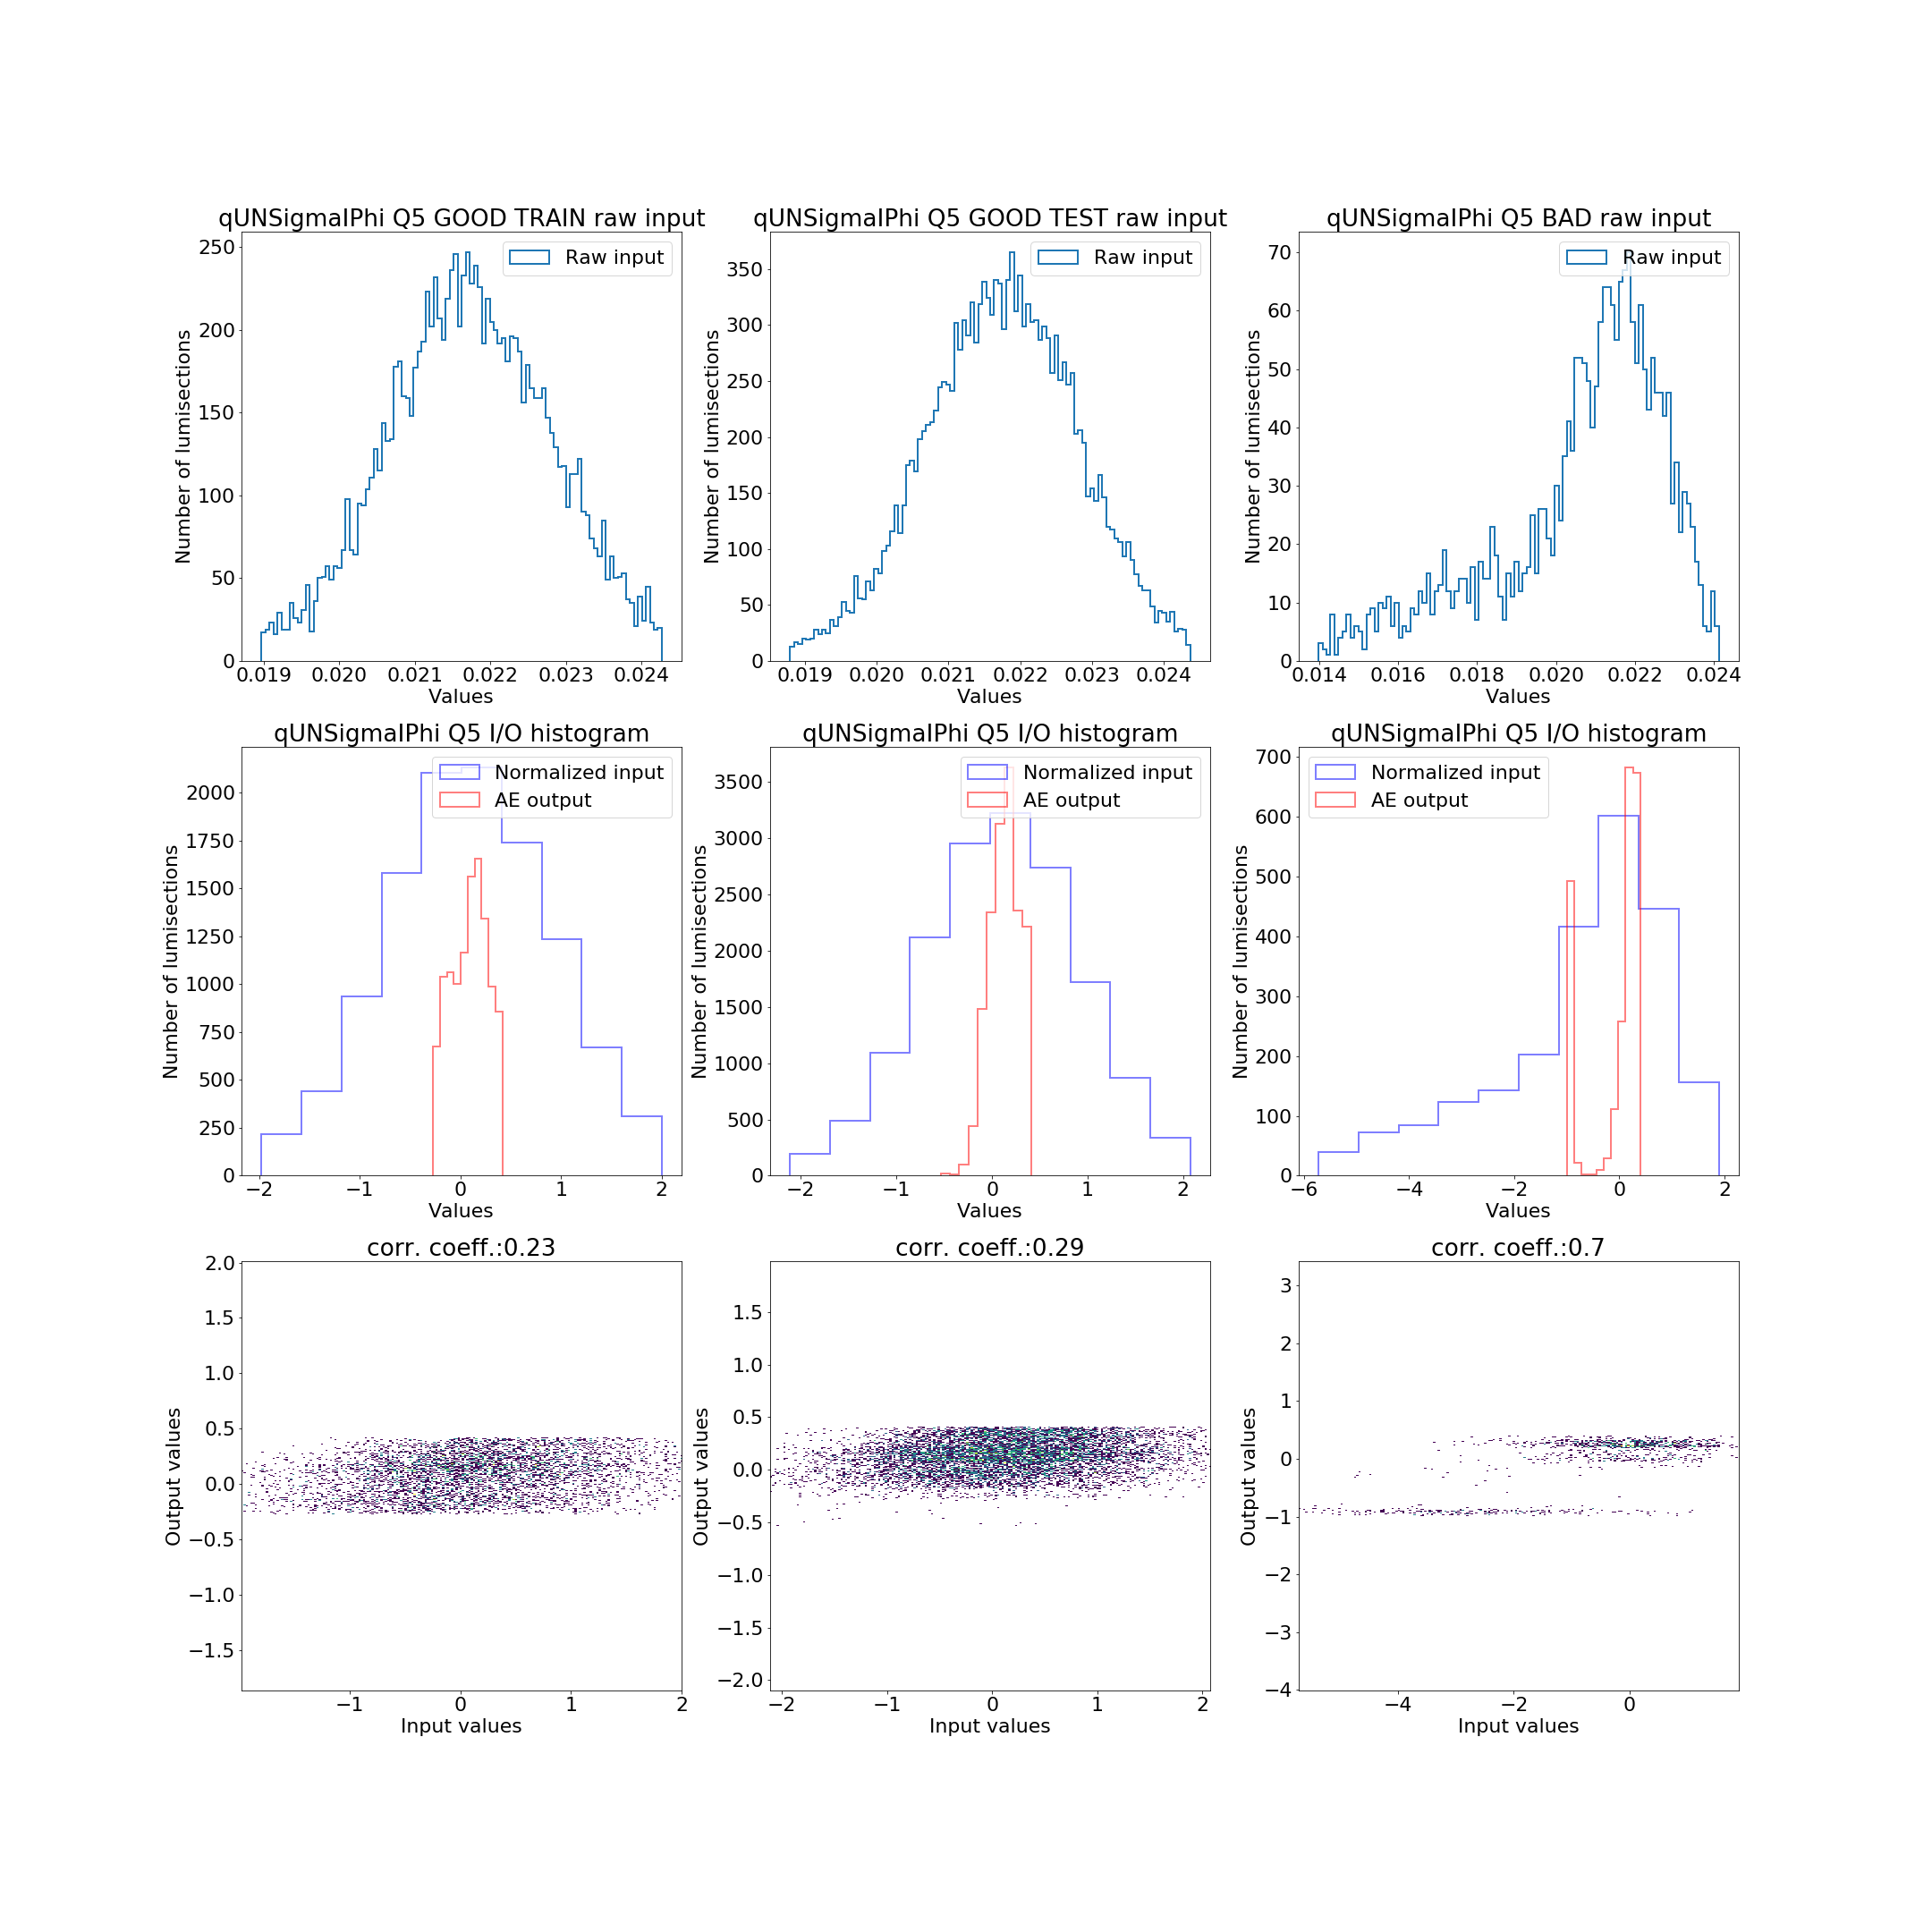 qUNSigmaIPhi Q5 GOOD TRAIN raw input
Raw input
Number of lumisections
250
200
150
100
50
0
0.019 0.020 0.021 0.022 0.023 0.024
Values
qUNSigmaIPhi Q5 GOOD TEST raw input
Raw input
Number of lumisections
350
300
250
200
150
100
50
0
0.019 0.020 0.021 0.022 0.023 0.024
Values
qUNSigmaIPhi Q5 BAD raw input
Raw input
Number of lumisections
70
60
50
40
30
20
10
0
0.014 0.016 0.018 0.020 0.022 0.024
Values
qUNSigmaIPhi Q5 I/O histogram
Normalized input
AE output
Number of lumisections
2000
1750
1500
1250
1000
750
500
250
0
−2 −1 0 1 2
Values
qUNSigmaIPhi Q5 I/O histogram
Normalized input
AE output
Number of lumisections
3500
3000
2500
2000
1500
1000
500
0
−2 −1 0 1 2
Values
qUNSigmaIPhi Q5 I/O histogram
Normalized input
AE output
Number of lumisections
700
600
500
400
300
200
100
0
−6 −4 −2 0 2
Values
corr. coeff.:0.23
Output values
2.0
1.5
1.0
0.5
0.0
−0.5
−1.0
−1.5
−1 0 1 2
Input values
corr. coeff.:0.29
Output values
1.5
1.0
0.5
0.0
−0.5
−1.0
−1.5
−2.0
−2 −1 0 1 2
Input values
corr. coeff.:0.7
Output values
3
2
1
0
−1
−2
−3
−4
−4 −2 0
Input values